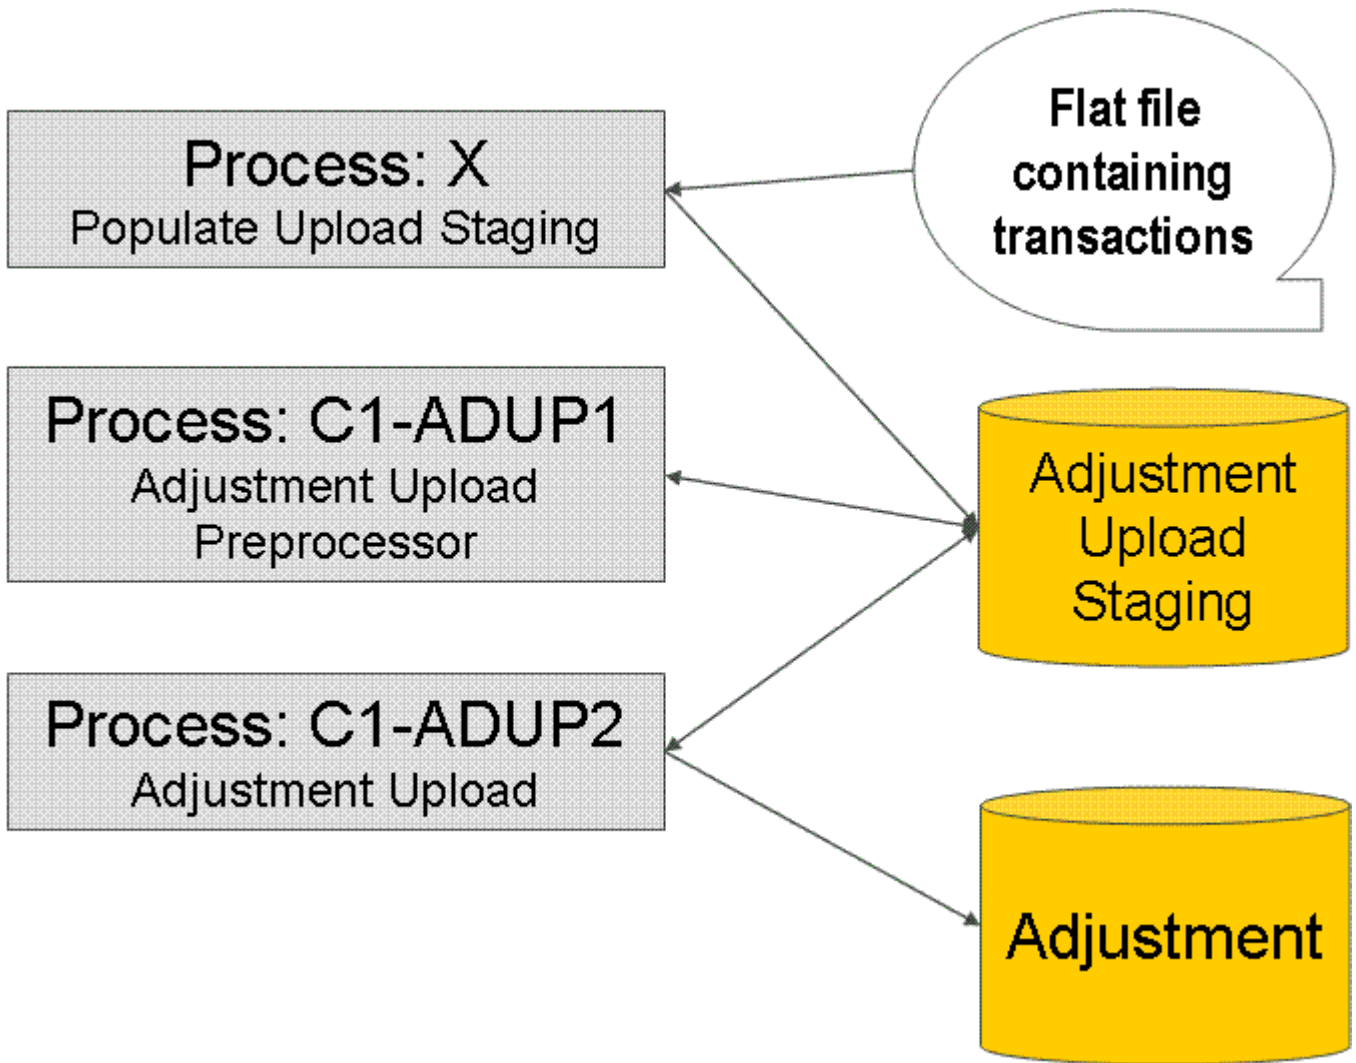 Process: X
Populate Upload Staging
Flat file
containing
transactions
Process: C1-ADUP1
Adjustment Upload
Preprocessor
Adjustment
Upload
Staging
Process: C1-ADUP2
Adjustment Upload
Adjustment